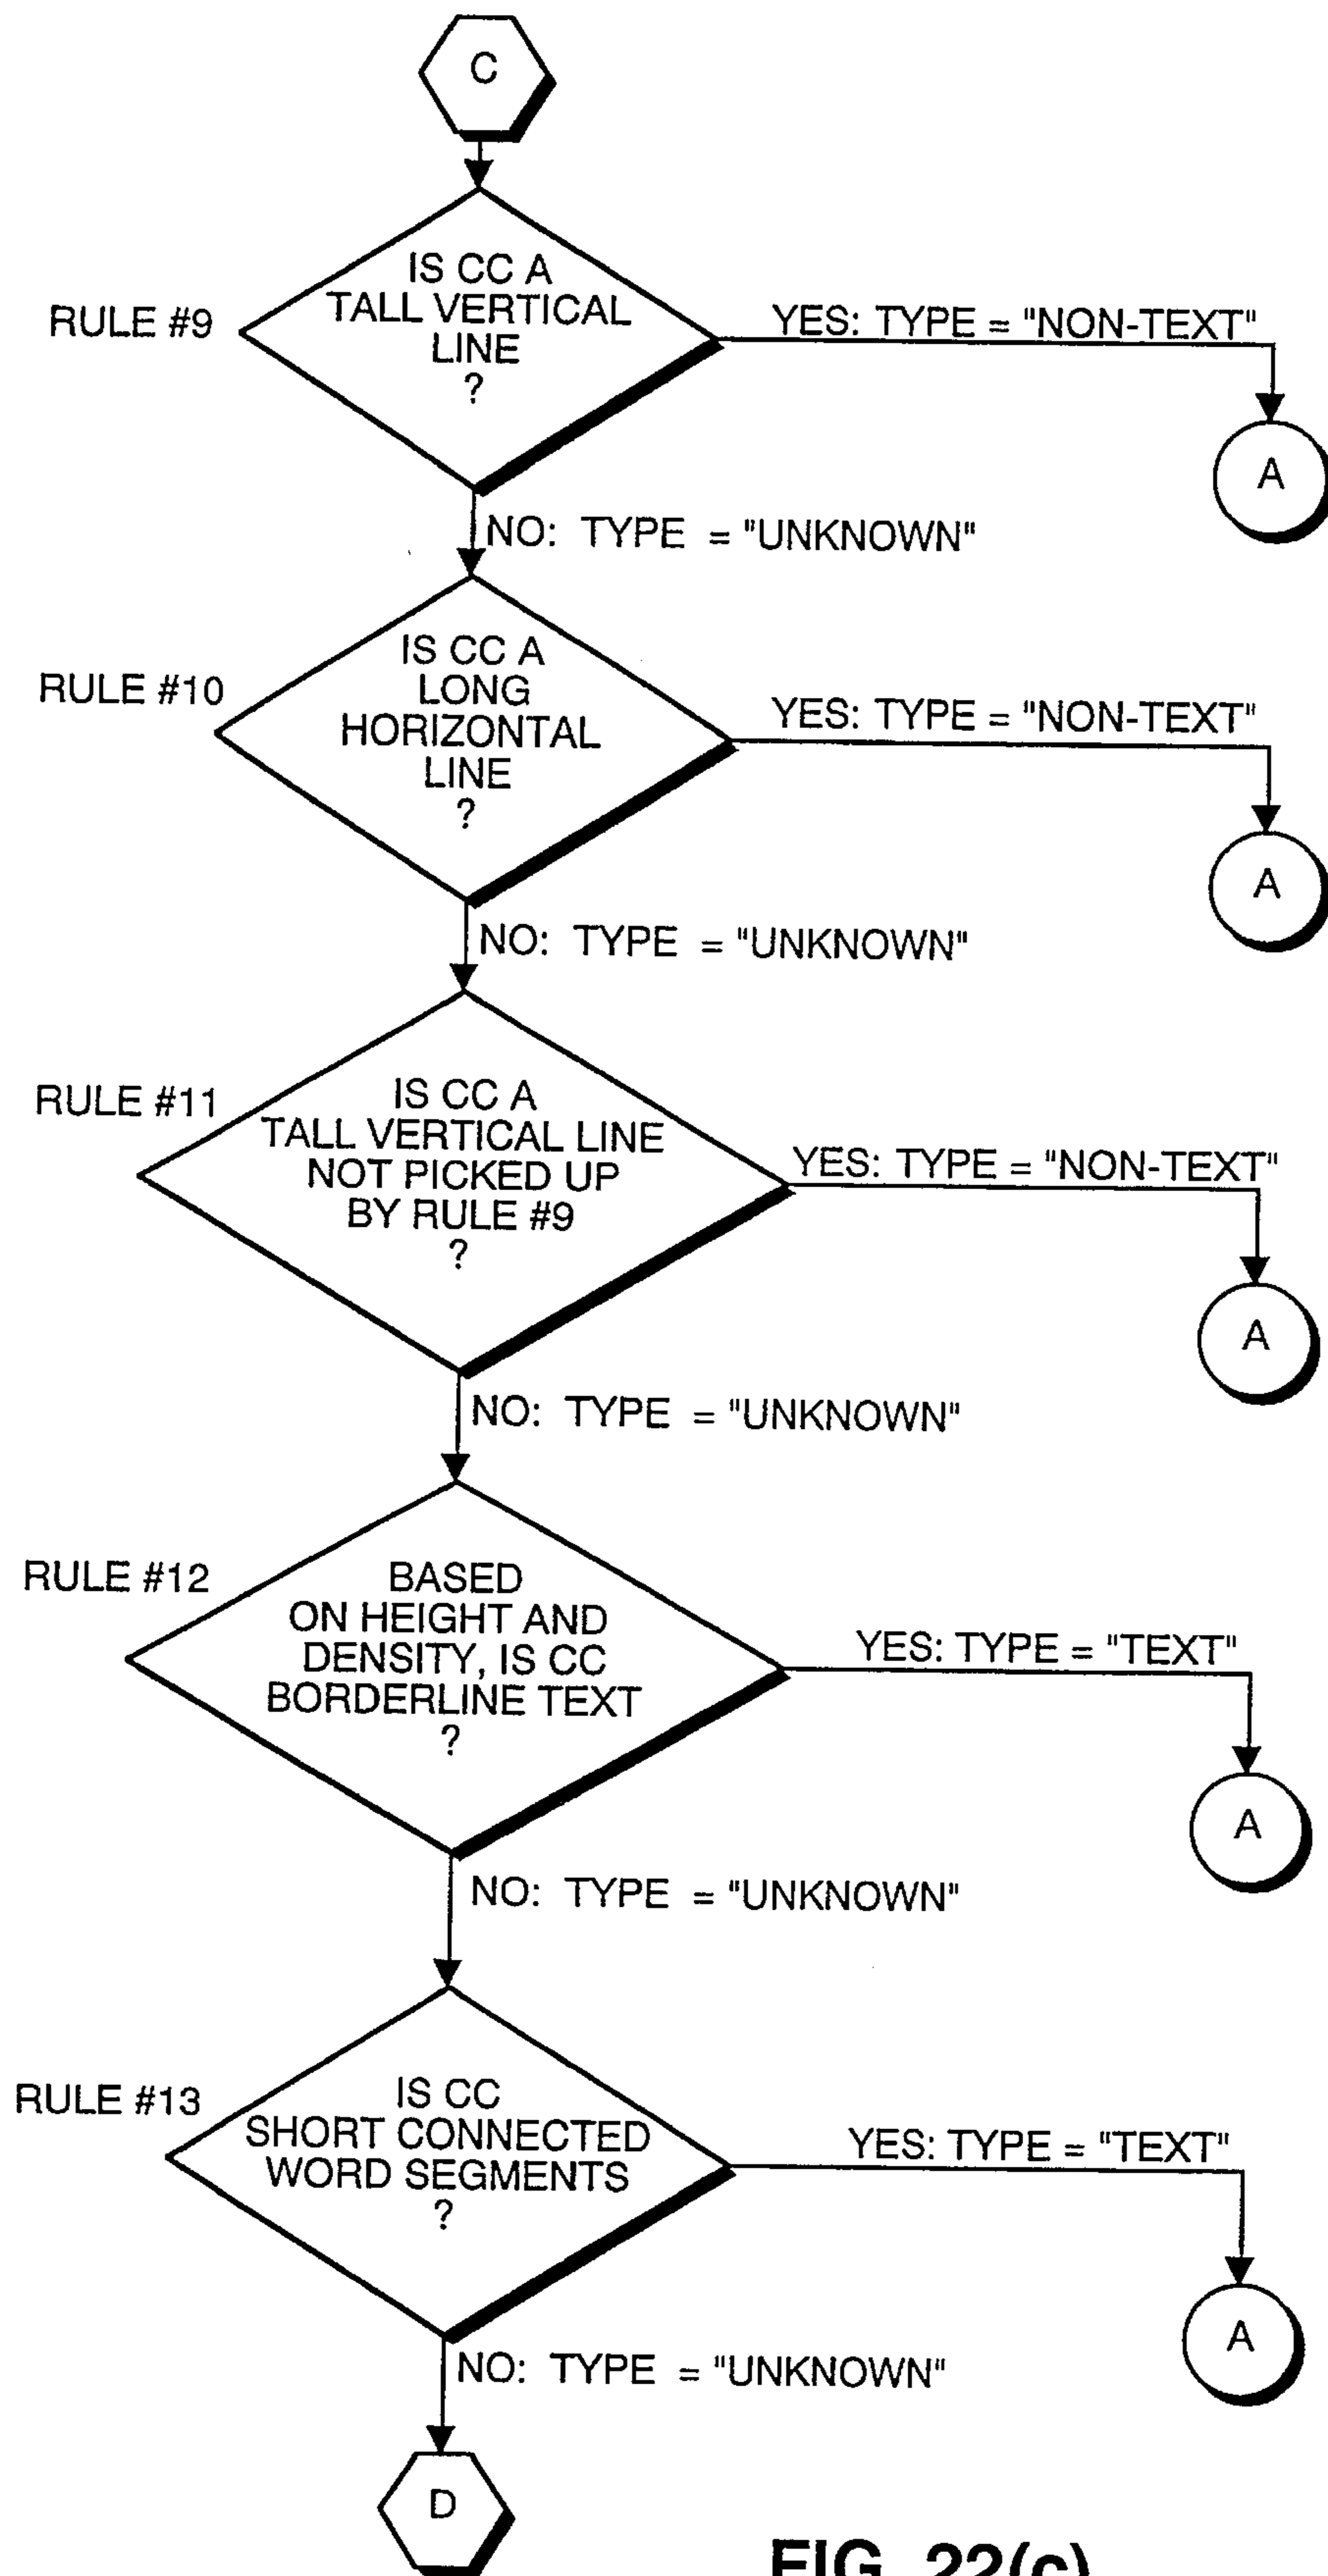 C
IS CC A
TALL VERTICAL
LINE
?
RULE #9
YES: TYPE = "NON-TEXT"
A
NO: TYPE = "UNKNOWN"
IS CC A
LONG
HORIZONTAL
LINE
?
RULE #10
YES: TYPE = "NON-TEXT"
A
NO: TYPE = "UNKNOWN"
IS CC A
TALL VERTICAL LINE
NOT PICKED UP
BY RULE #9
?
RULE #11
YES: TYPE = "NON-TEXT"
A
NO: TYPE = "UNKNOWN"
BASED
ON HEIGHT AND
DENSITY, IS CC
BORDERLINE TEXT
?
RULE #12
YES: TYPE = "TEXT"
A
NO: TYPE = "UNKNOWN"
IS CC
SHORT CONNECTED
WORD SEGMENTS
?
RULE #13
YES: TYPE = "TEXT"
A
NO: TYPE = "UNKNOWN"
D
FIG. 22(c)